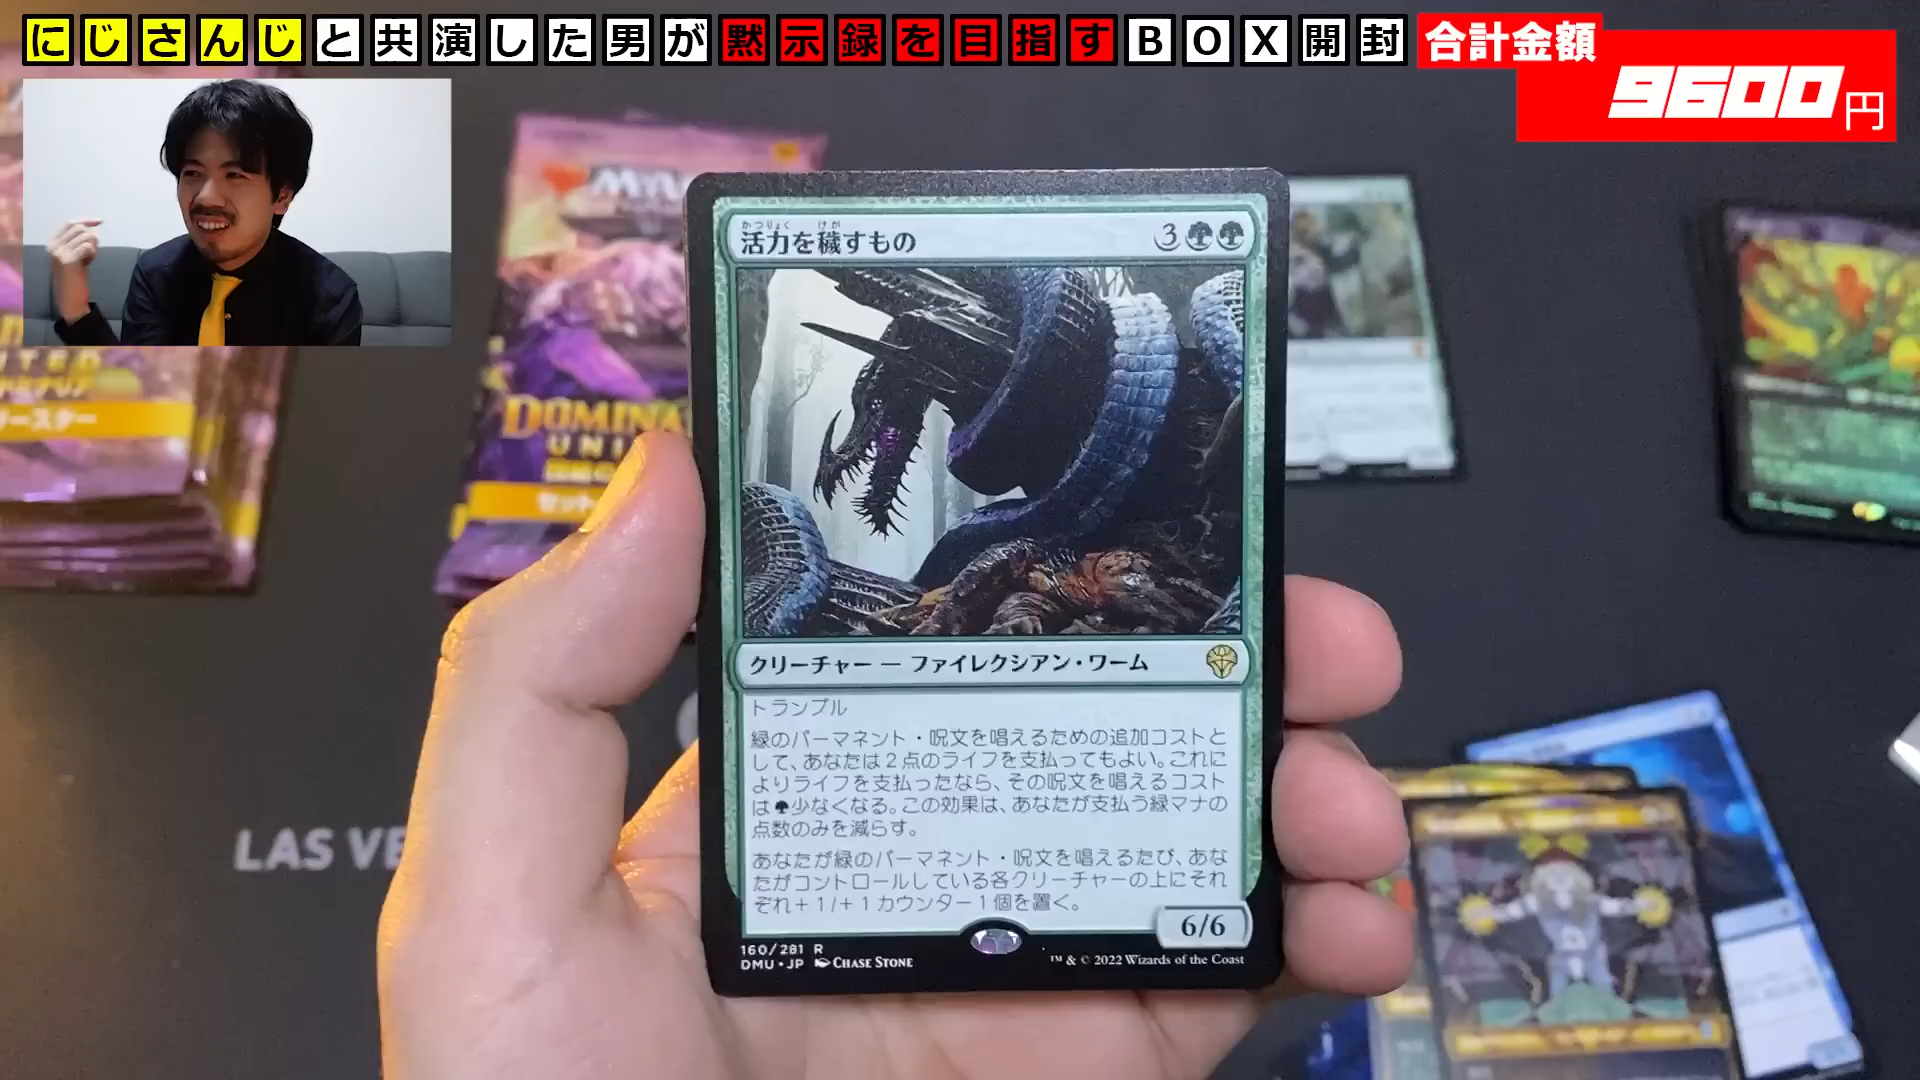 にじさんじと共演した男が黙示録を目指すBOX開封
合計金額
9600円
DOMINA
UNI
セット
LAS VE
かつりょく けが
活力を穢すもの
3
クリーチャー — ファイレクシアン・ワーム
トランプル
緑のパーマネント・呪文を唱えるための追加コストと
して、あなたは2点のライフを支払ってもよい。これに
よりライフを支払ったなら、その呪文を唱えるコスト
は少なくなる。この効果は、あなたが支払う緑マナの
点数のみを減らす。
あなたが緑のパーマネント・呪文を唱えるたび、あな
たがコントロールしている各クリーチャーの上にそれ
ぞれ+1/+1カウンター1個を置く。
6/6
160/281 R
DMU・JP CHASE STONE
™ & © 2022 Wizards of the Coast